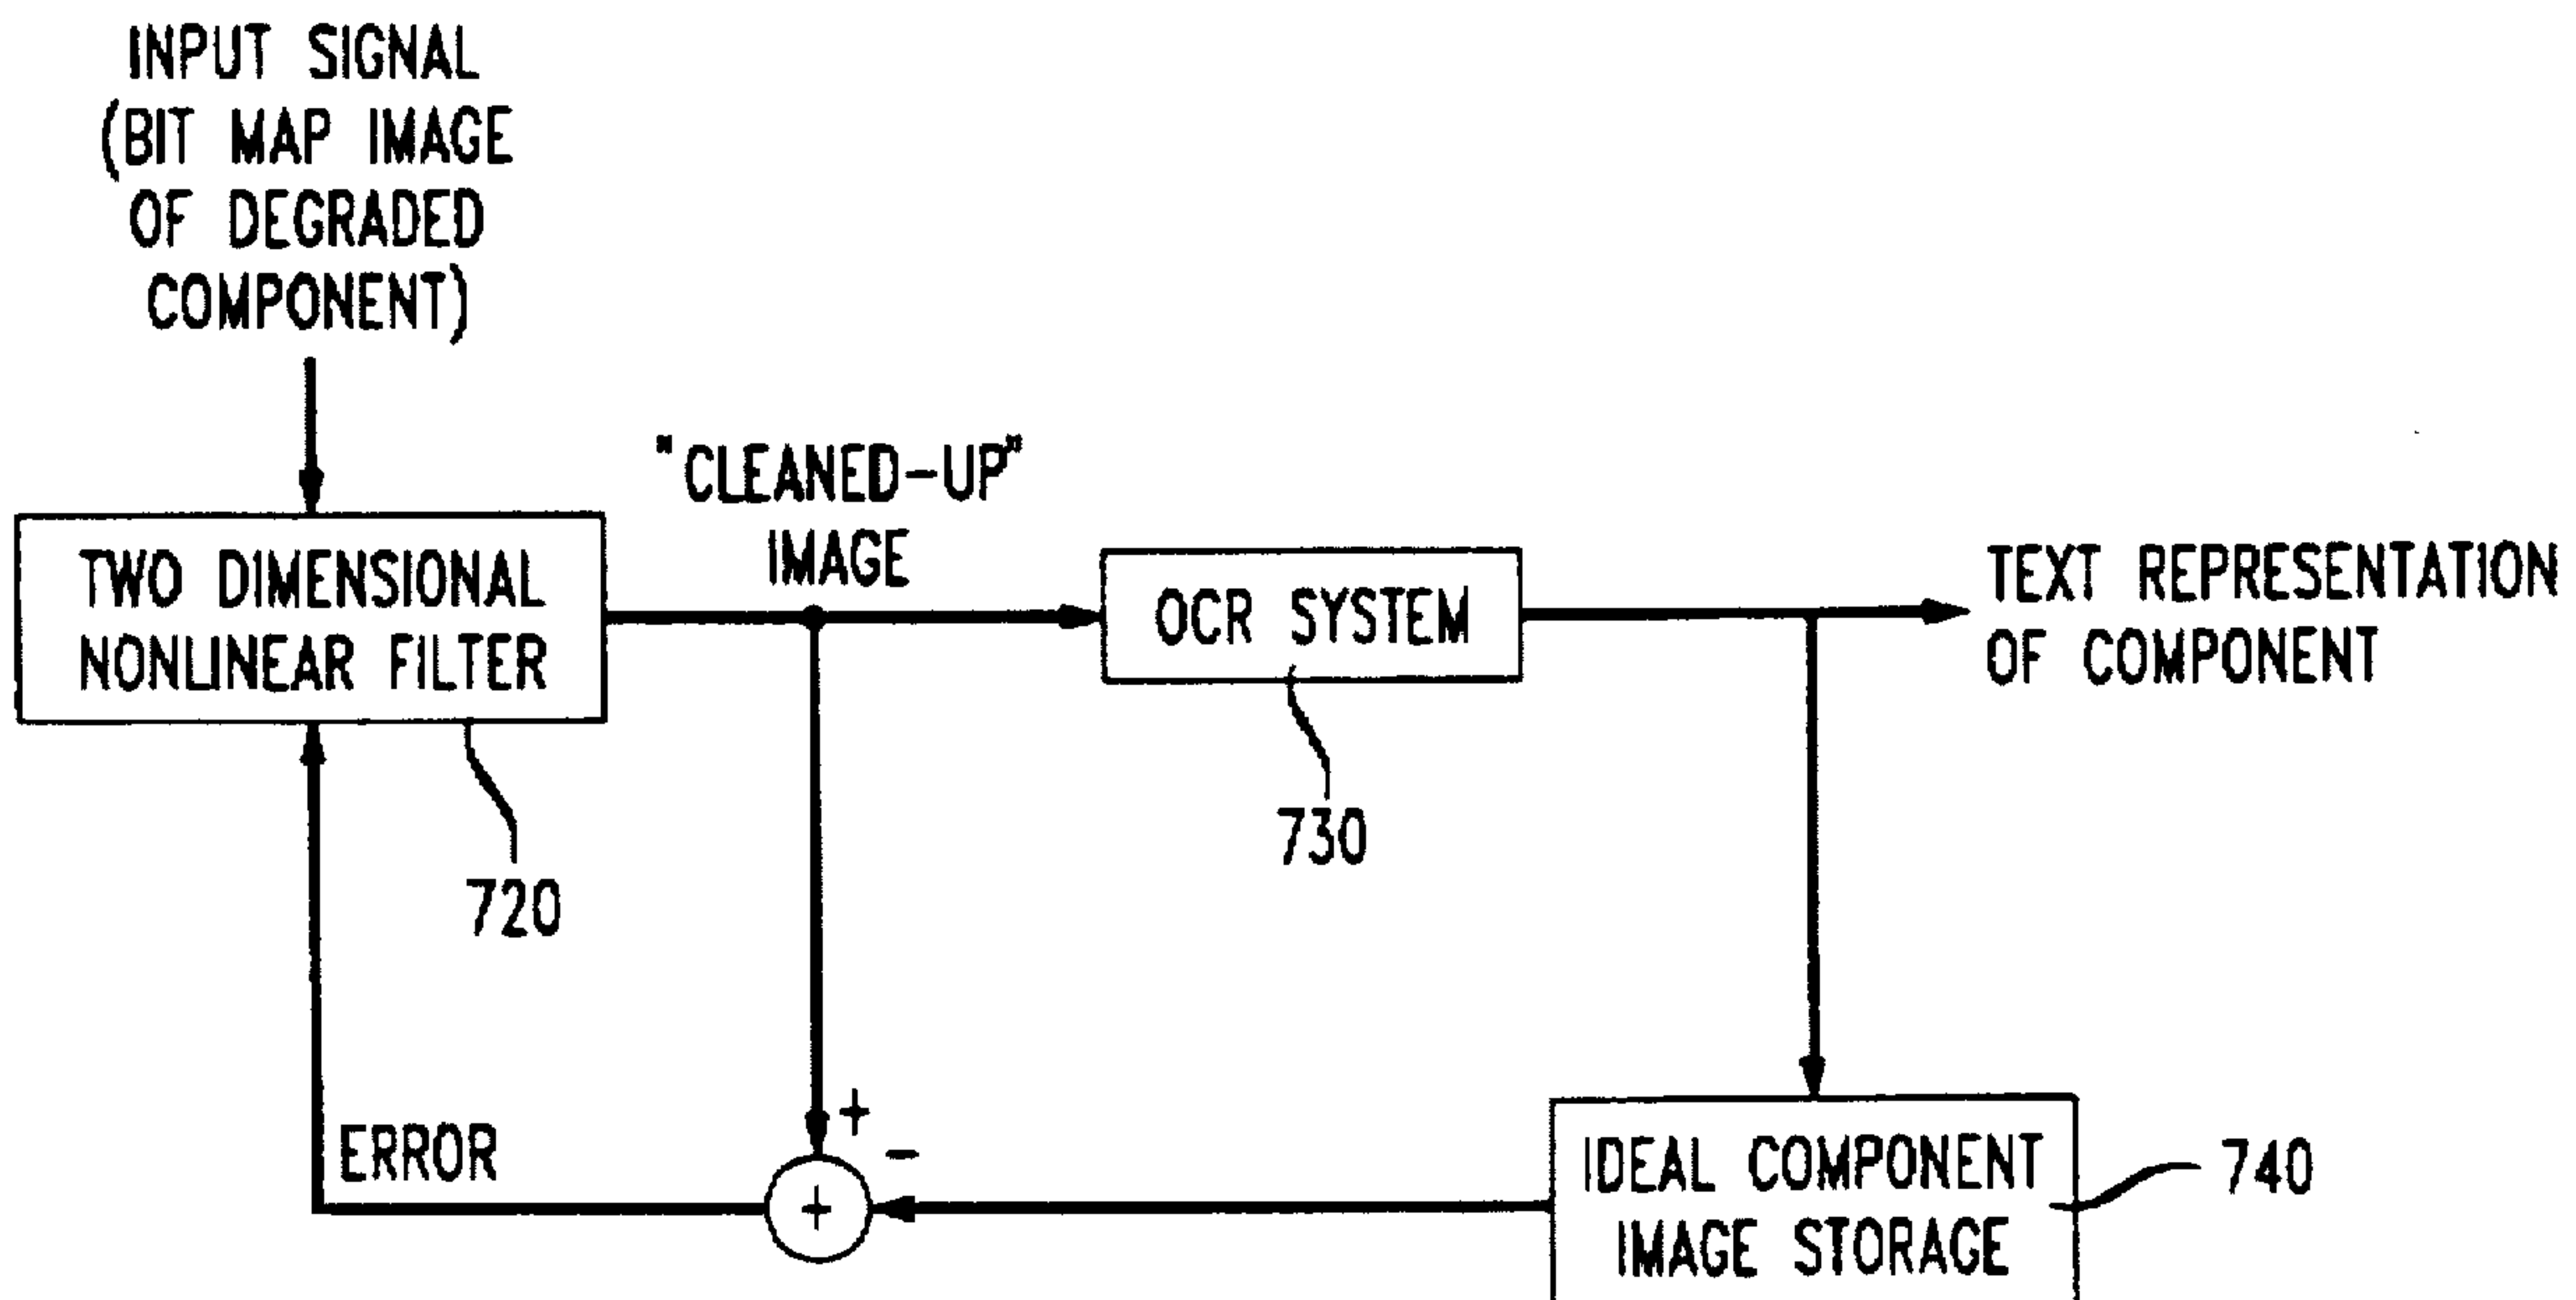 INPUT SIGNAL
(BIT MAP IMAGE
OF DEGRADED
COMPONENT)
"CLEANED-UP"
IMAGE
TWO DIMENSIONAL
NONLINEAR FILTER
OCR SYSTEM
TEXT REPRESENTATION
OF COMPONENT
730
720
+
-
ERROR
+
IDEAL COMPONENT
IMAGE STORAGE
740